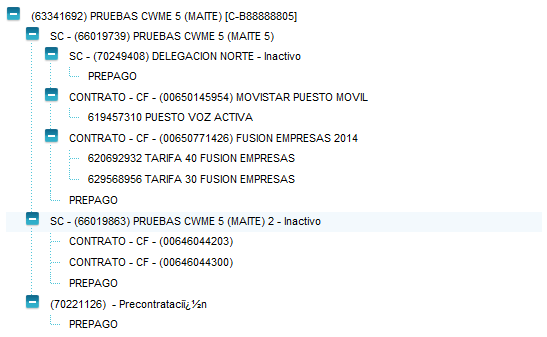 (63341692) PRUEBAS CWME 5 (MAITE) [C-B88888805]
SC - (66019739) PRUEBAS CWME 5 (MAITE 5)
SC - (70249408) DELEGACION NORTE - Inactivo
PREPAGO
CONTRATO - CF - (00650145954) MOVISTAR PUESTO MOVIL
619457310 PUESTO VOZ ACTIVA
CONTRATO - CF - (00650771426) FUSION EMPRESAS 2014
620692932 TARIFA 40 FUSION EMPRESAS
629568956 TARIFA 30 FUSION EMPRESAS
PREPAGO
SC - (66019863) PRUEBAS CWME 5 (MAITE) 2 - Inactivo
CONTRATO - CF - (00646044203)
CONTRATO - CF - (00646044300)
PREPAGO
(70221126) - Precontrataciï¿½n
PREPAGO